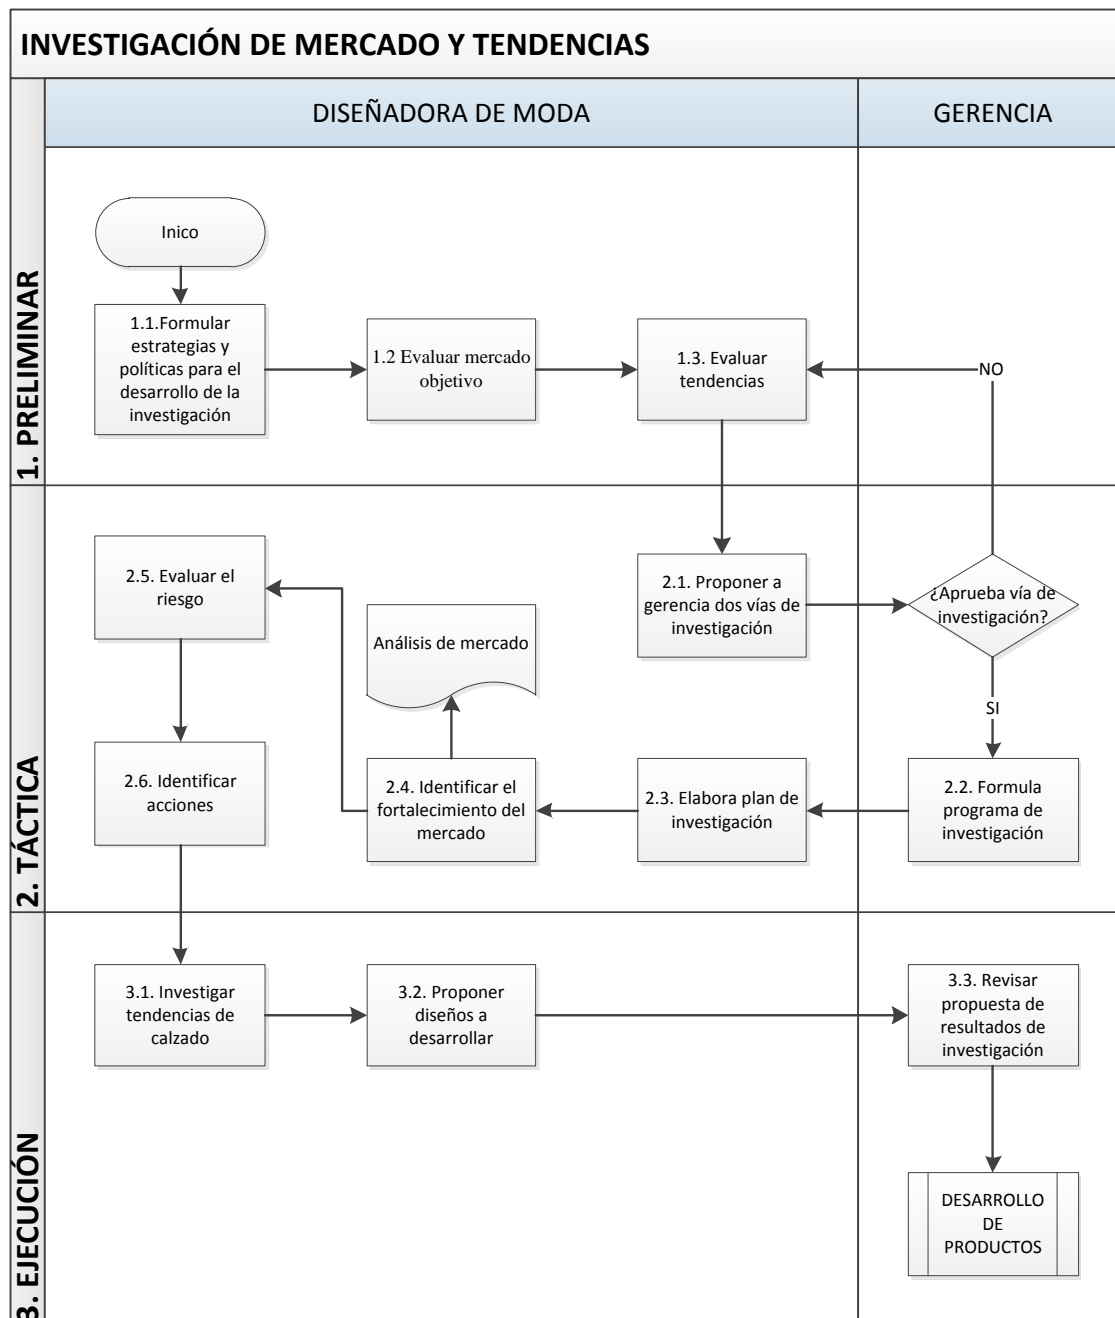 INVESTIGACIÓN DE MERCADO Y TENDENCIAS
DISEÑADORA DE MODA
GERENCIA
1. PRELIMINAR
Inico
1.1.Formular
estrategias y
políticas para el
desarrollo de la
investigación
1.2 Evaluar mercado
objetivo
1.3. Evaluar
tendencias
NO
2. TÁCTICA
2.1. Proponer a
gerencia dos vías de
investigación
¿Aprueba vía de
investigación?
SI
2.2. Formula
programa de
investigación
2.3. Elabora plan de
investigación
2.4. Identificar el
fortalecimiento del
mercado
Análisis de mercado
2.5. Evaluar el
riesgo
2.6. Identificar
acciones
3. EJECUCIÓN
3.1. Investigar
tendencias de
calzado
3.2. Proponer
diseños a
desarrollar
3.3. Revisar
propuesta de
resultados de
investigación
DESARROLLO
DE
PRODUCTOS